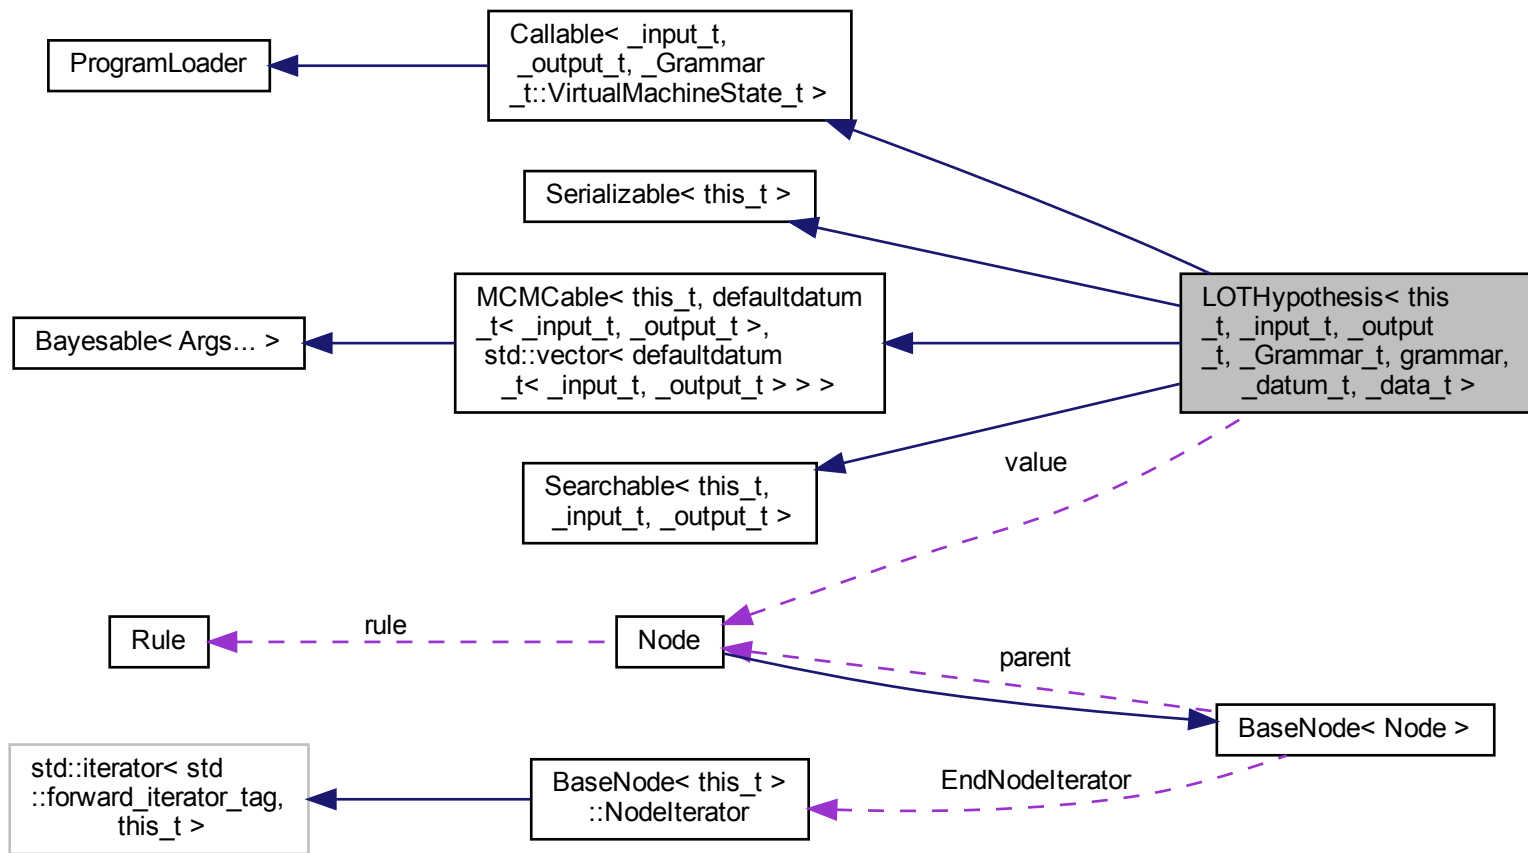 ProgramLoader
Callable< _input_t,
_output_t, _Grammar
_t::VirtualMachineState_t >
Serializable< this_t >
Bayesable< Args... >
MCMCable< this_t, defaultdatum
_t< _input_t, _output_t >,
std::vector< defaultdatum
_t< _input_t, _output_t > > >
LOTHypothesis< this
_t, _input_t, _output
_t, _Grammar_t, grammar,
_datum_t, _data_t >
Searchable< this_t,
_input_t, _output_t >
value
Rule
rule
Node
parent
BaseNode< Node >
std::iterator< std
::forward_iterator_tag,
this_t >
BaseNode< this_t >
::NodeIterator
EndNodeIterator